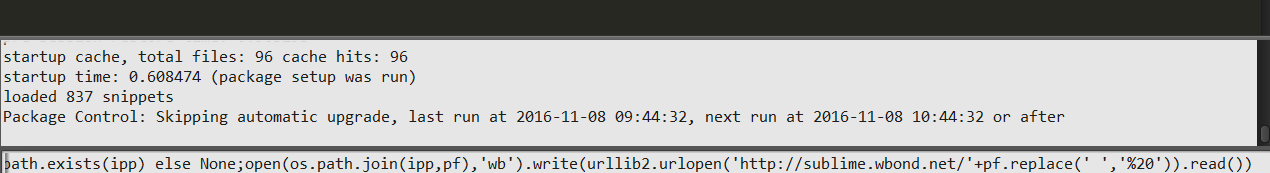 startup cache, total files: 96 cache hits: 96
startup time: 0.608474 (package setup was run)
loaded 837 snippets
Package Control: Skipping automatic upgrade, last run at 2016-11-08 09:44:32, next run at 2016-11-08 10:44:32 or after
path.exists(ipp) else None;open(os.path.join(ipp,pf),'wb').write(urllib2.urlopen('http://sublime.wbond.net/'+pf.replace(' ','%20')).read())